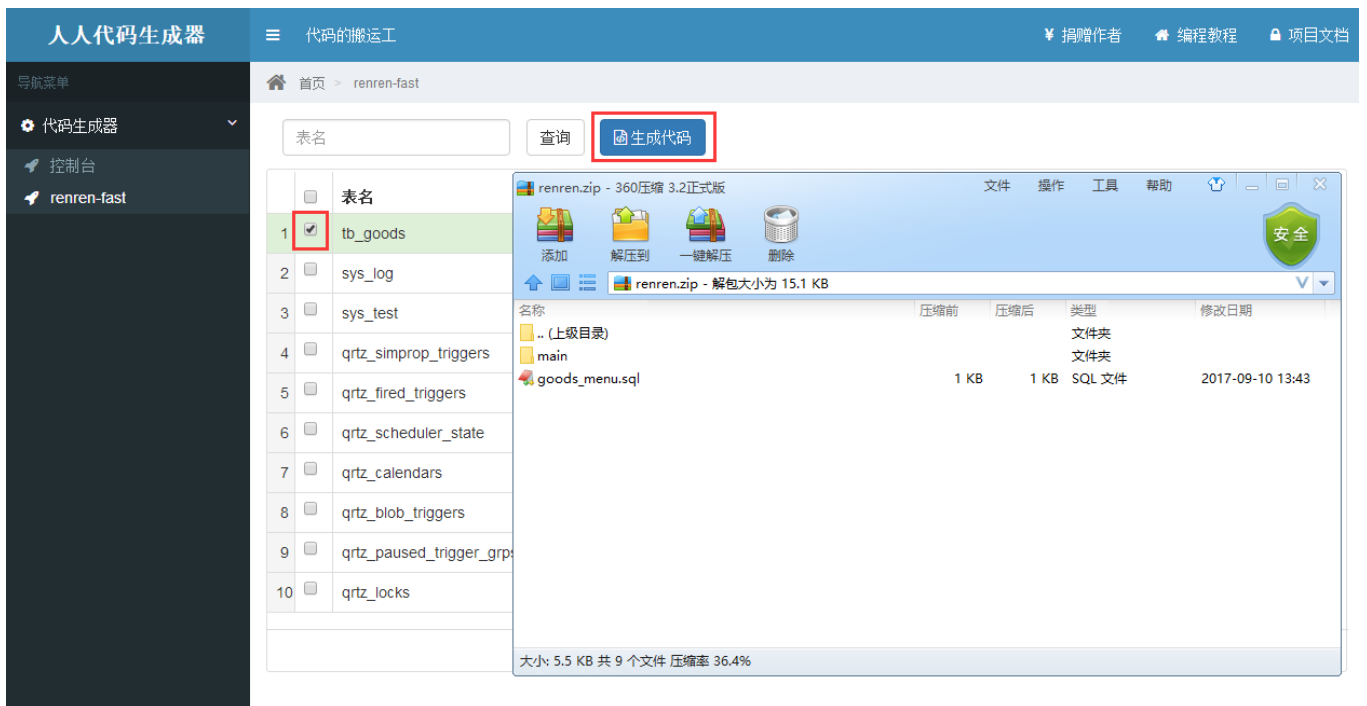 人人代码生成器
代码的搬运工
¥ 捐赠作者 编程教程 项目文档
导航菜单
首页 > renren-fast
代码生成器
控制台
renren-fast
表名 查询 生成代码
表名
1 tb_goods
2 sys_log
3 sys_test
4 qrtz_simprop_triggers
5 qrtz_fired_triggers
6 qrtz_scheduler_state
7 qrtz_calendars
8 qrtz_blob_triggers
9 qrtz_paused_trigger_grps
10 qrtz_locks
renren.zip - 360压缩 3.2正式版 文件 操作 工具 帮助
添加 解压到 一键解压 删除 安全
renren.zip - 解包大小为 15.1 KB
名称 压缩前 压缩后 类型 修改日期
.. (上级目录) 文件夹
main 文件夹
goods_menu.sql 1 KB 1 KB SQL 文件 2017-09-10 13:43
大小: 5.5 KB 共 9 个文件 压缩率 36.4%